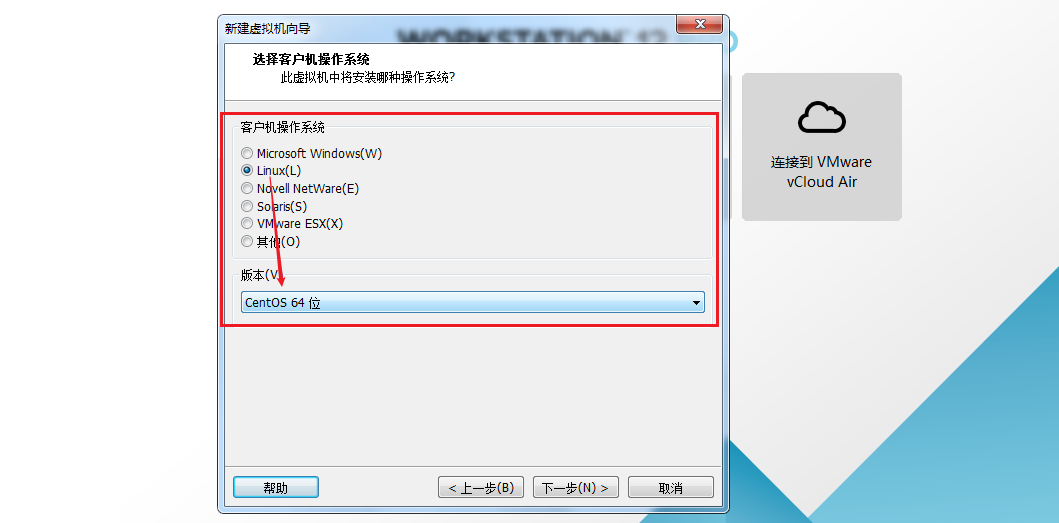 新建虚拟机向导
WORKSTATION 12
选择客户机操作系统
此虚拟机中将安装哪种操作系统?
客户机操作系统
Microsoft Windows(W)
Linux(L)
Novell NetWare(E)
Solaris(S)
VMware ESX(X)
其他(O)
版本(V)
CentOS 64 位
帮助
< 上一步(B)
下一步(N) >
取消
连接到 VMware
vCloud Air